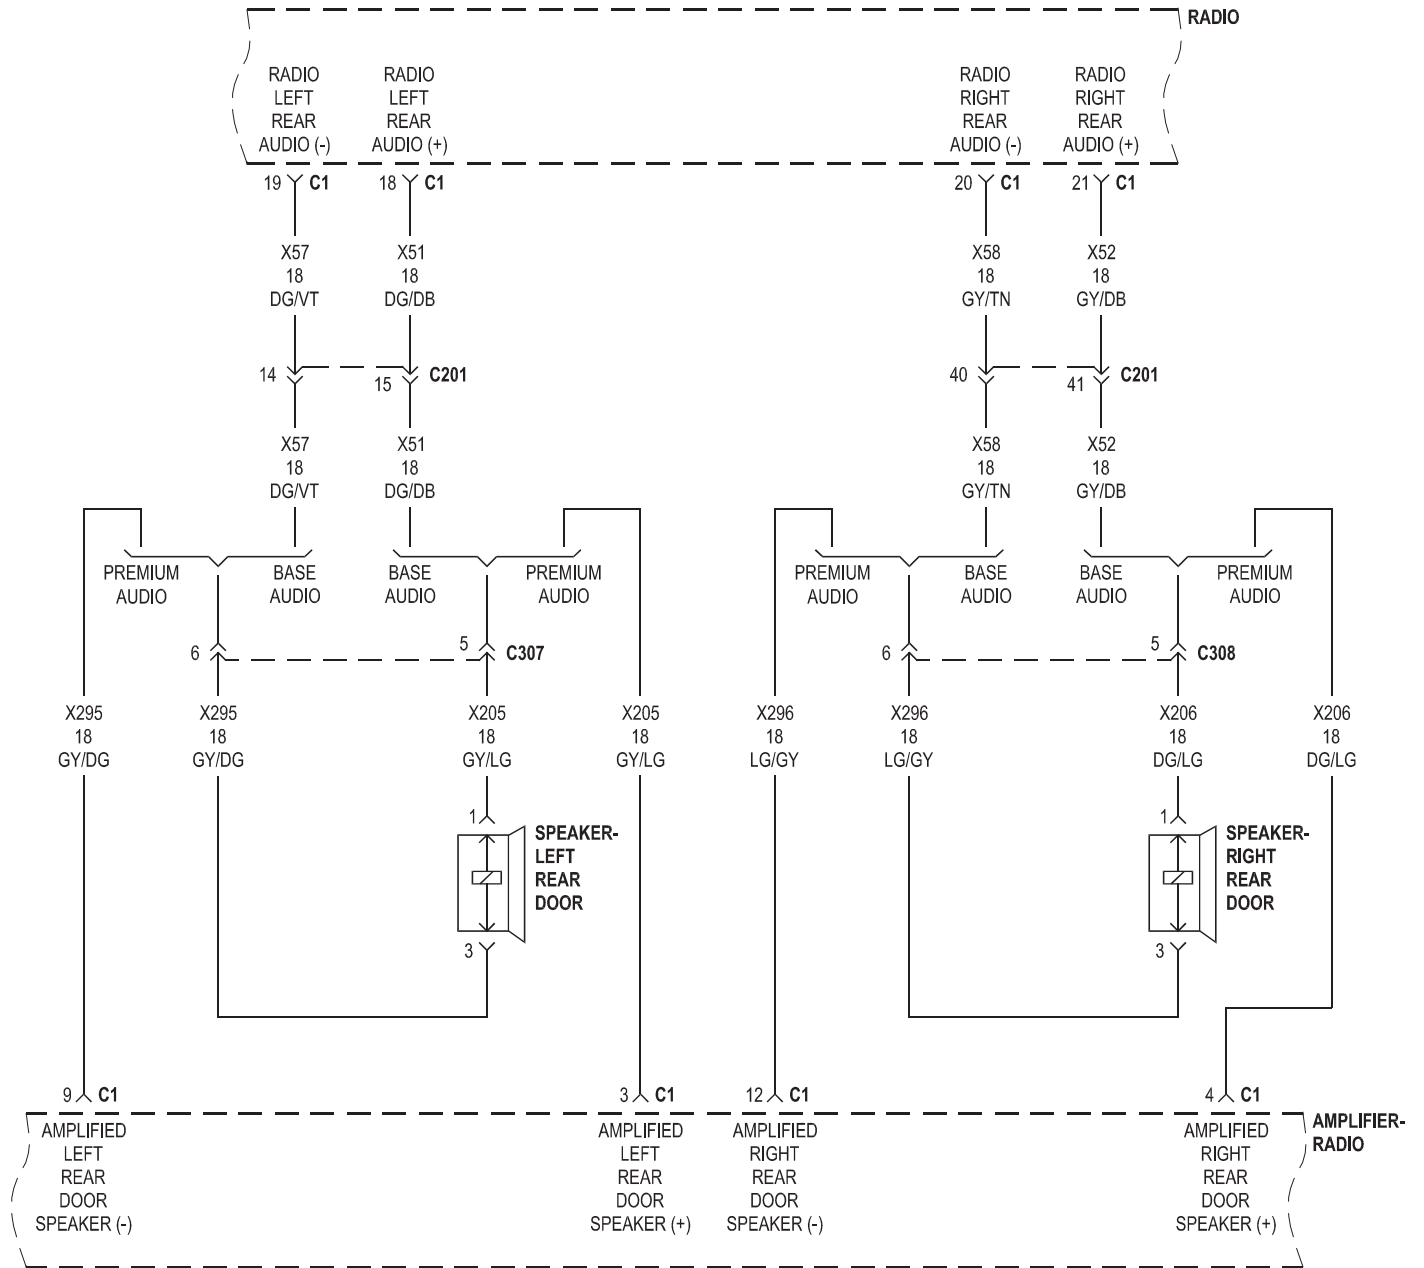 RADIO
RADIO RADIO RADIO RADIO
LEFT LEFT RIGHT RIGHT
REAR REAR REAR REAR
AUDIO (-) AUDIO (+) AUDIO (-) AUDIO (+)
19 C1 18 C1 20 C1 21 C1
X57 X51 X58 X52
18 18 18 18
DG/VT DG/DB GY/TN GY/DB
14 15 C201 40 41 C201
X57 X51 X58 X52
18 18 18 18
DG/VT DG/DB GY/TN GY/DB
PREMIUM BASE BASE PREMIUM PREMIUM BASE BASE PREMIUM
AUDIO AUDIO AUDIO AUDIO AUDIO AUDIO AUDIO AUDIO
6 5 C307 6 5 C308
X295 X295 X205 X205 X296 X296 X206 X206
18 18 18 18 18 18 18 18
GY/DG GY/DG GY/LG GY/LG LG/GY LG/GY DG/LG DG/LG
1 1
SPEAKER- SPEAKER-
LEFT RIGHT
REAR REAR
DOOR DOOR
3 3
9 C1 3 C1 12 C1 4 C1
AMPLIFIER-
RADIO
AMPLIFIED AMPLIFIED AMPLIFIED AMPLIFIED
LEFT LEFT RIGHT RIGHT
REAR REAR REAR REAR
DOOR DOOR DOOR DOOR
SPEAKER (-) SPEAKER (+) SPEAKER (-) SPEAKER (+)